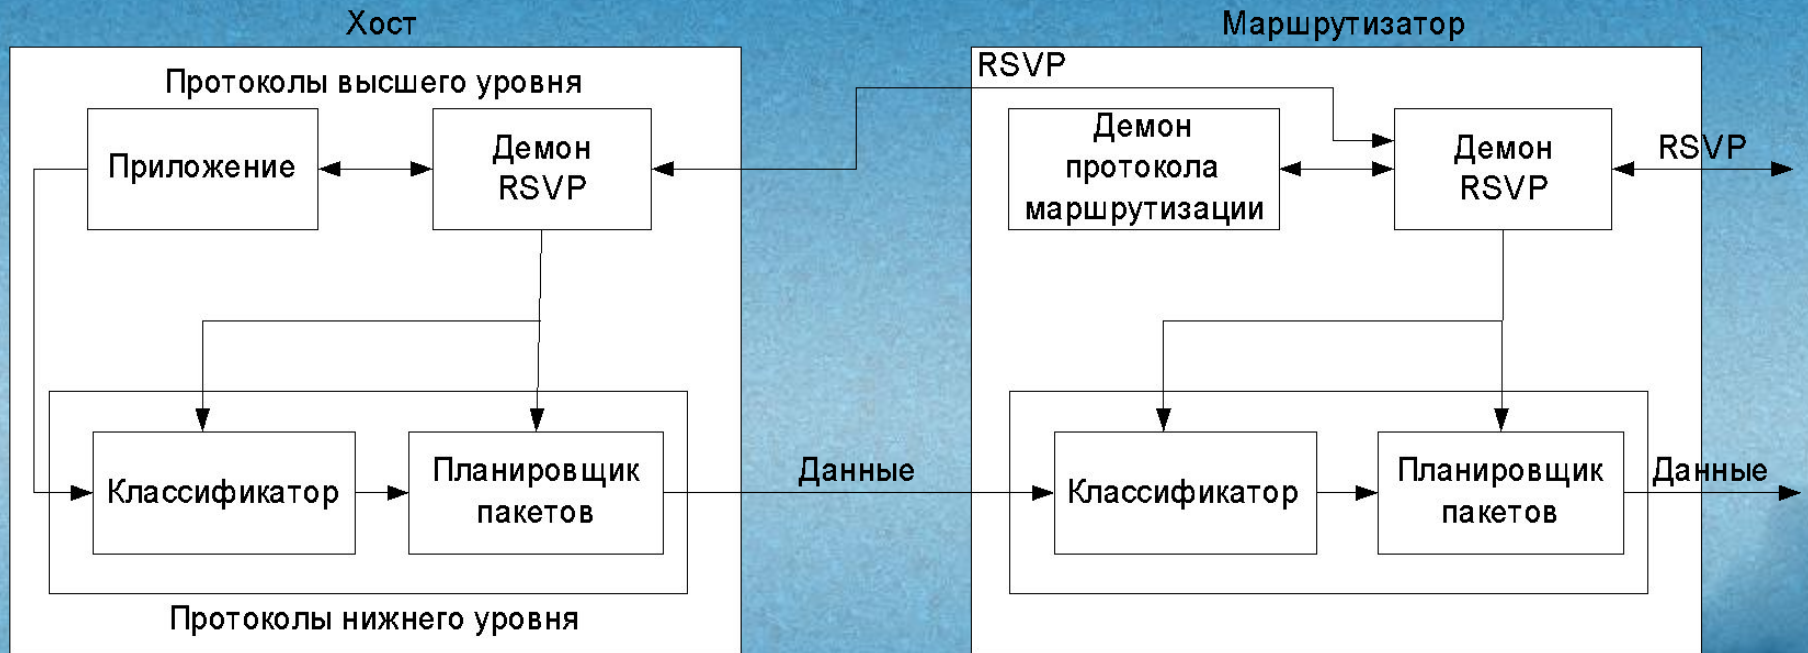 Хост
Протоколы высшего уровня
Приложение
Демон
RSVP
Классификатор
Планировщик
пакетов
Протоколы нижнего уровня
Данные
Маршрутизатор
RSVP
Демон
протокола
маршрутизации
Демон
RSVP
RSVP
Классификатор
Планировщик
пакетов
Данные